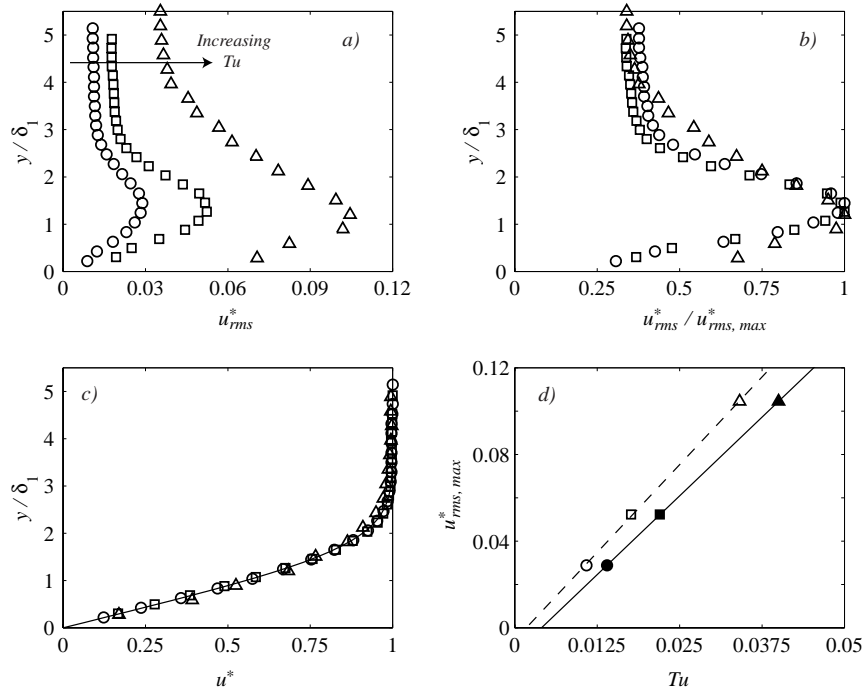 a)
Increasing
Tu
5
4
3
2
1
0
y / δ1
0 0.03 0.06 0.09 0.12
u*rms
b)
5
4
3
2
1
0
y / δ1
0.25 0.5 0.75 1
u*rms / u*rms, max
c)
5
4
3
2
1
0
y / δ1
0 0.25 0.5 0.75 1
u*
d)
0.12
0.08
0.04
0
u*rms, max
0 0.0125 0.025 0.0375 0.05
Tu